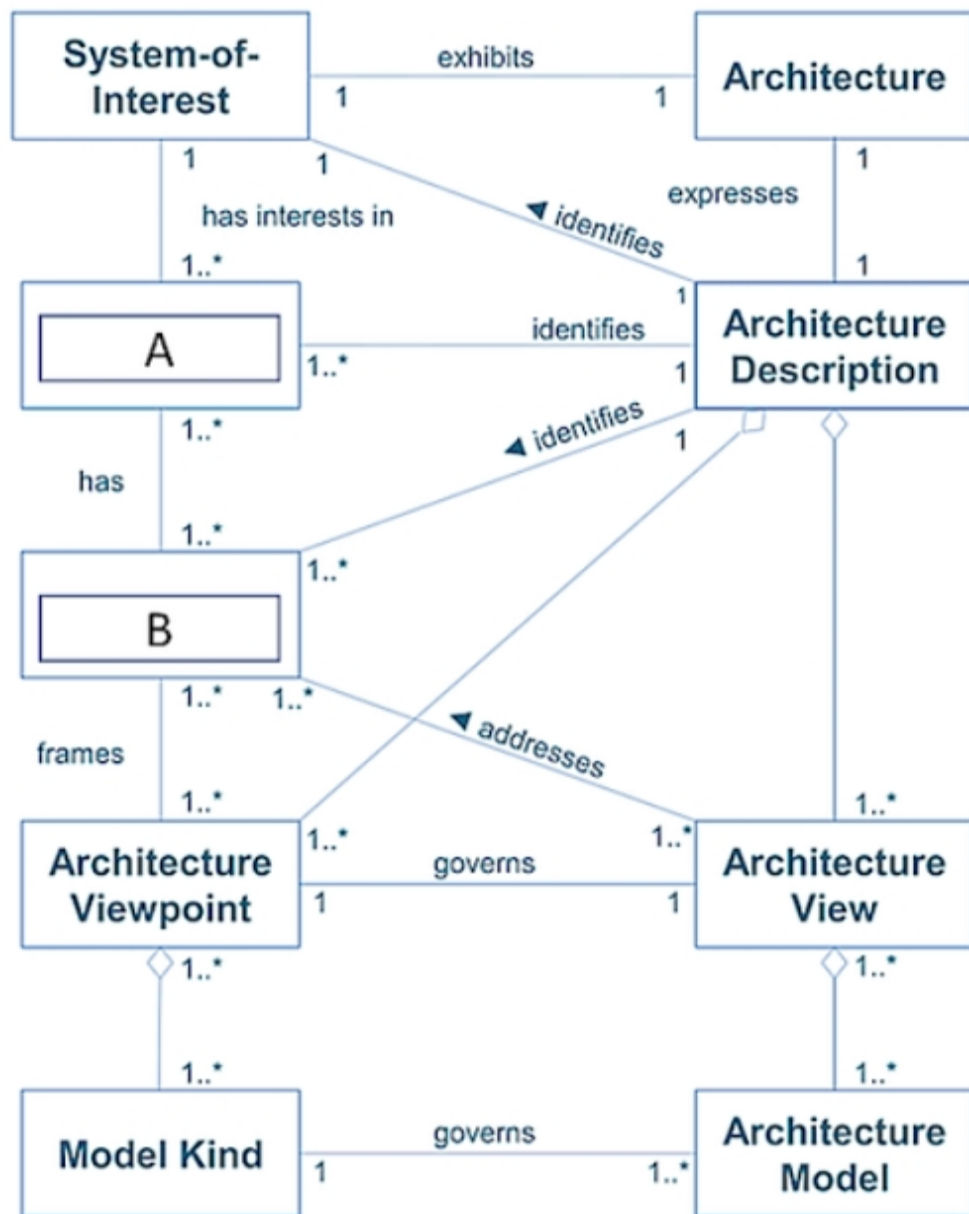 System-of-
Interest
exhibits
1
1
Architecture
1
1
1
has interests in
identifies
expresses
1..*
1
1
A
identifies
1..*
1
Architecture
Description
1..*
has
identifies
1
1..*
1..*
B
1..*
1..*
frames
addresses
1..*
1..*
1..*
1..*
Architecture
Viewpoint
governs
1
1
Architecture
View
1..*
1..*
1..*
1..*
Model Kind
governs
1
1..*
Architecture
Model